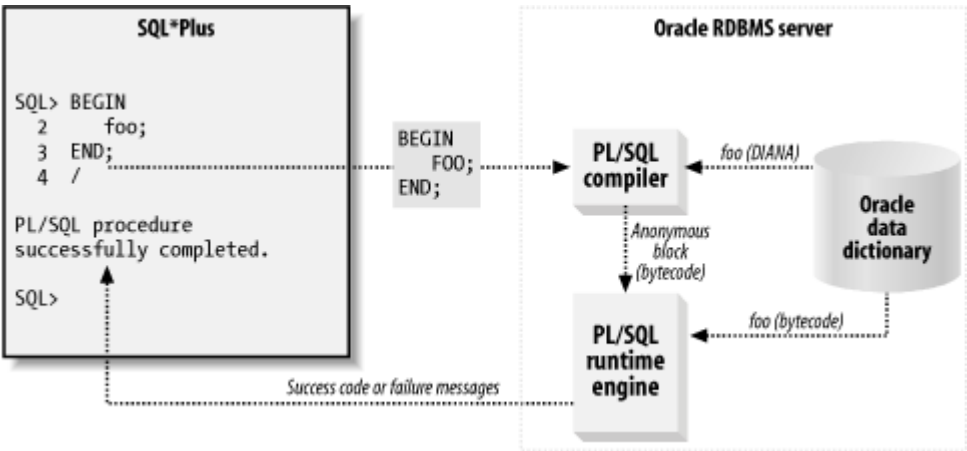 SQL*Plus
Oracle RDBMS server
SQL> BEGIN
2 foo;
3 END;
4 /
PL/SQL procedure
successfully completed.
SQL>
BEGIN
FOO;
END;
PL/SQL
compiler
foo (DIANA)
Oracle
data
dictionary
Anonymous
block
(bytecode)
foo (bytecode)
PL/SQL
runtime
engine
Success code or failure messages